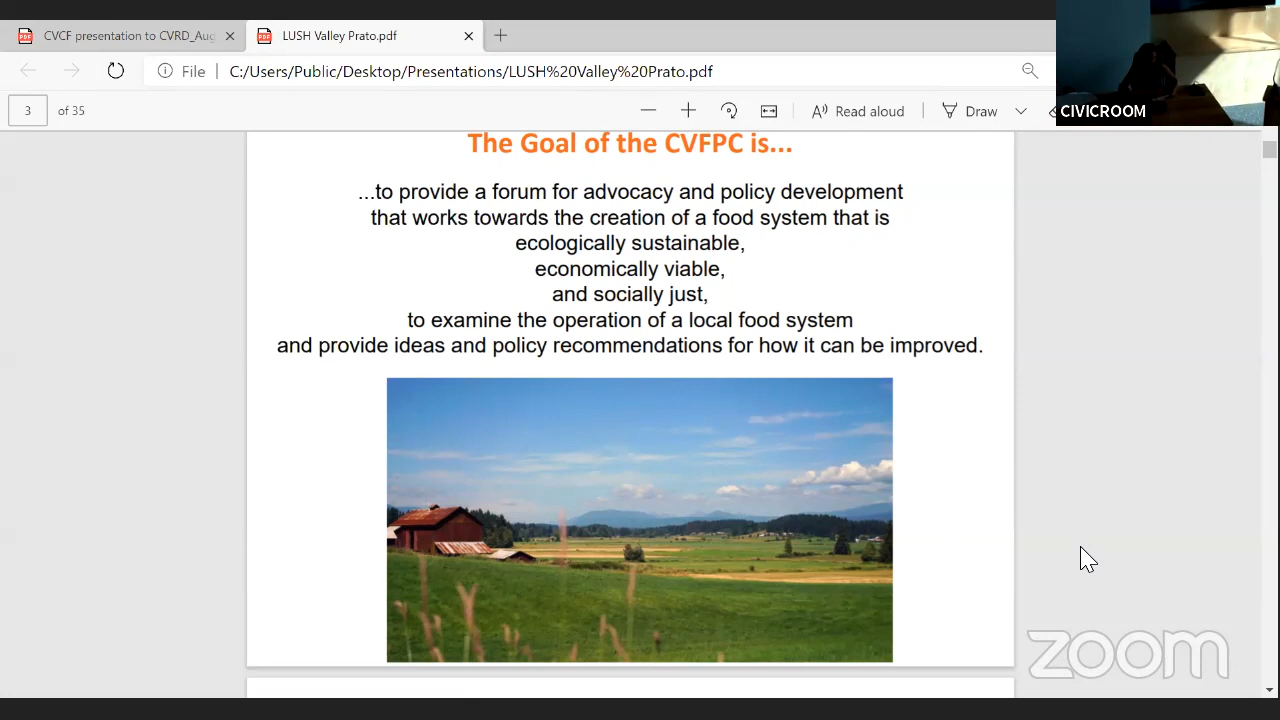 CVCF presentation to CVRD_Aug
LUSH Valley Prato.pdf
CIVICROOM
File
C:/Users/Public/Desktop/Presentations/LUSH%20Valley%20Prato.pdf
3
of 35
Read aloud
Draw
The Goal of the CVFPC is...
...to provide a forum for advocacy and policy development
that works towards the creation of a food system that is
ecologically sustainable,
economically viable,
and socially just,
to examine the operation of a local food system
and provide ideas and policy recommendations for how it can be improved.
zoom